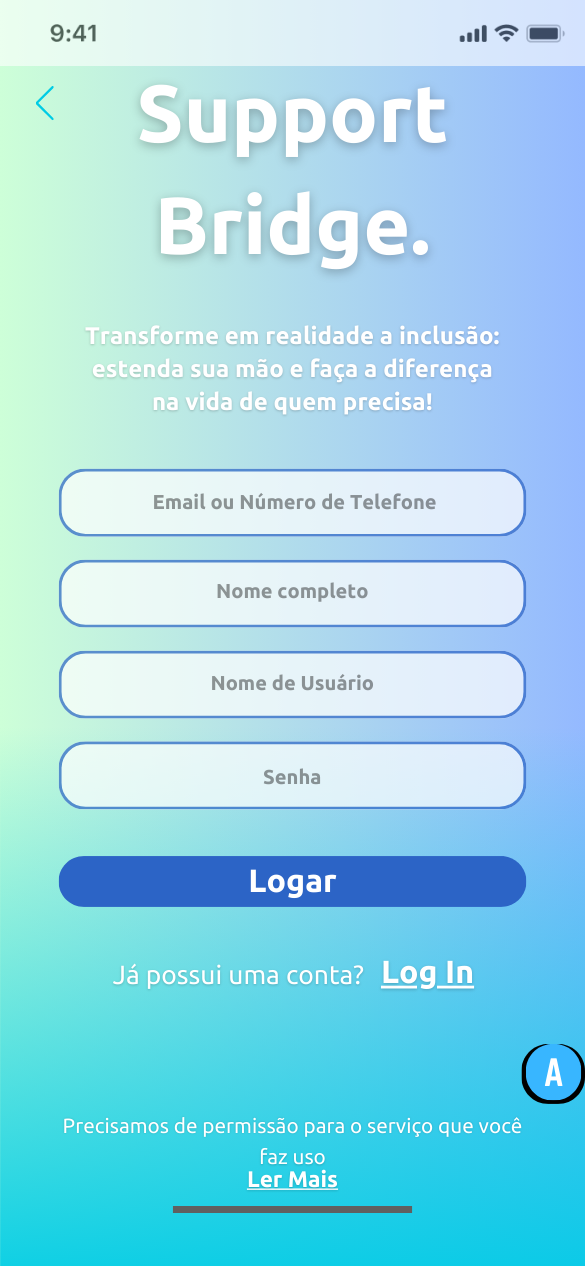 9:41
Support
Bridge.
Transforme em realidade a inclusão:
estenda sua mão e faça a diferença
na vida de quem precisa!
Email ou Número de Telefone
Nome completo
Nome de Usuário
Senha
Logar
Já possui uma conta? Log In
A
Precisamos de permissão para o serviço que você
faz uso
Ler Mais